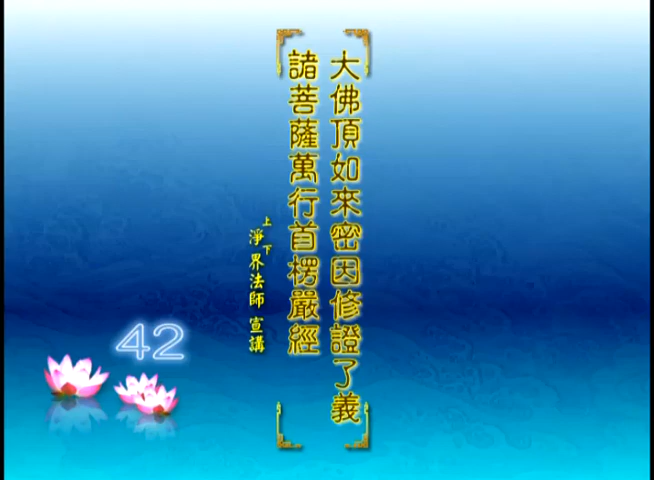 大佛頂如來密因修證了義
諸菩薩萬行首楞嚴經
上淨下界法師 宣講
42